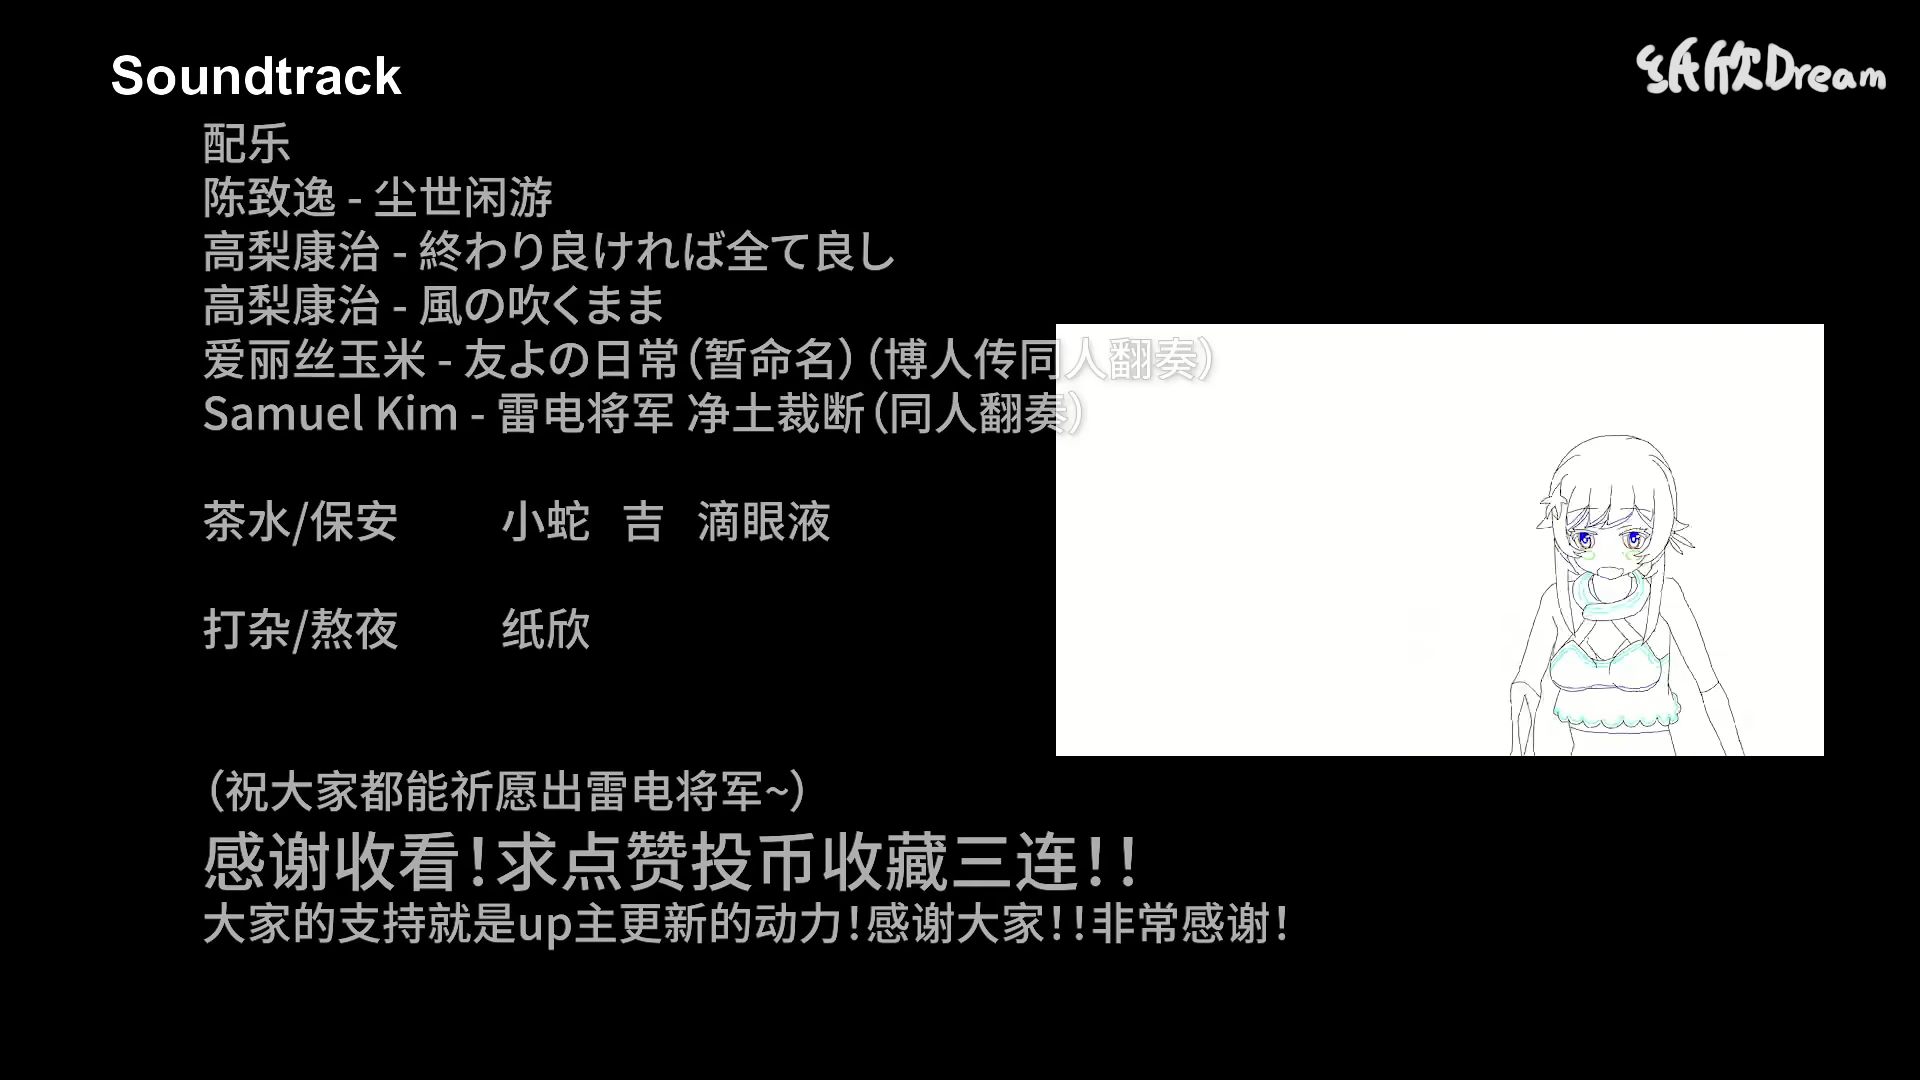 Soundtrack
纸欣Dream
配乐
陈致逸 - 尘世闲游
高梨康治 - 終わり良ければ全て良し
高梨康治 - 風の吹くまま
爱丽丝玉米 - 友よの日常（暂命名）（博人传同人翻奏）
Samuel Kim - 雷电将军 净土裁断（同人翻奏）
茶水/保安 小蛇 吉 滴眼液
打杂/熬夜 纸欣
（祝大家都能祈愿出雷电将军~）
感谢收看！求点赞投币收藏三连！！
大家的支持就是up主更新的动力！感谢大家！！非常感谢！